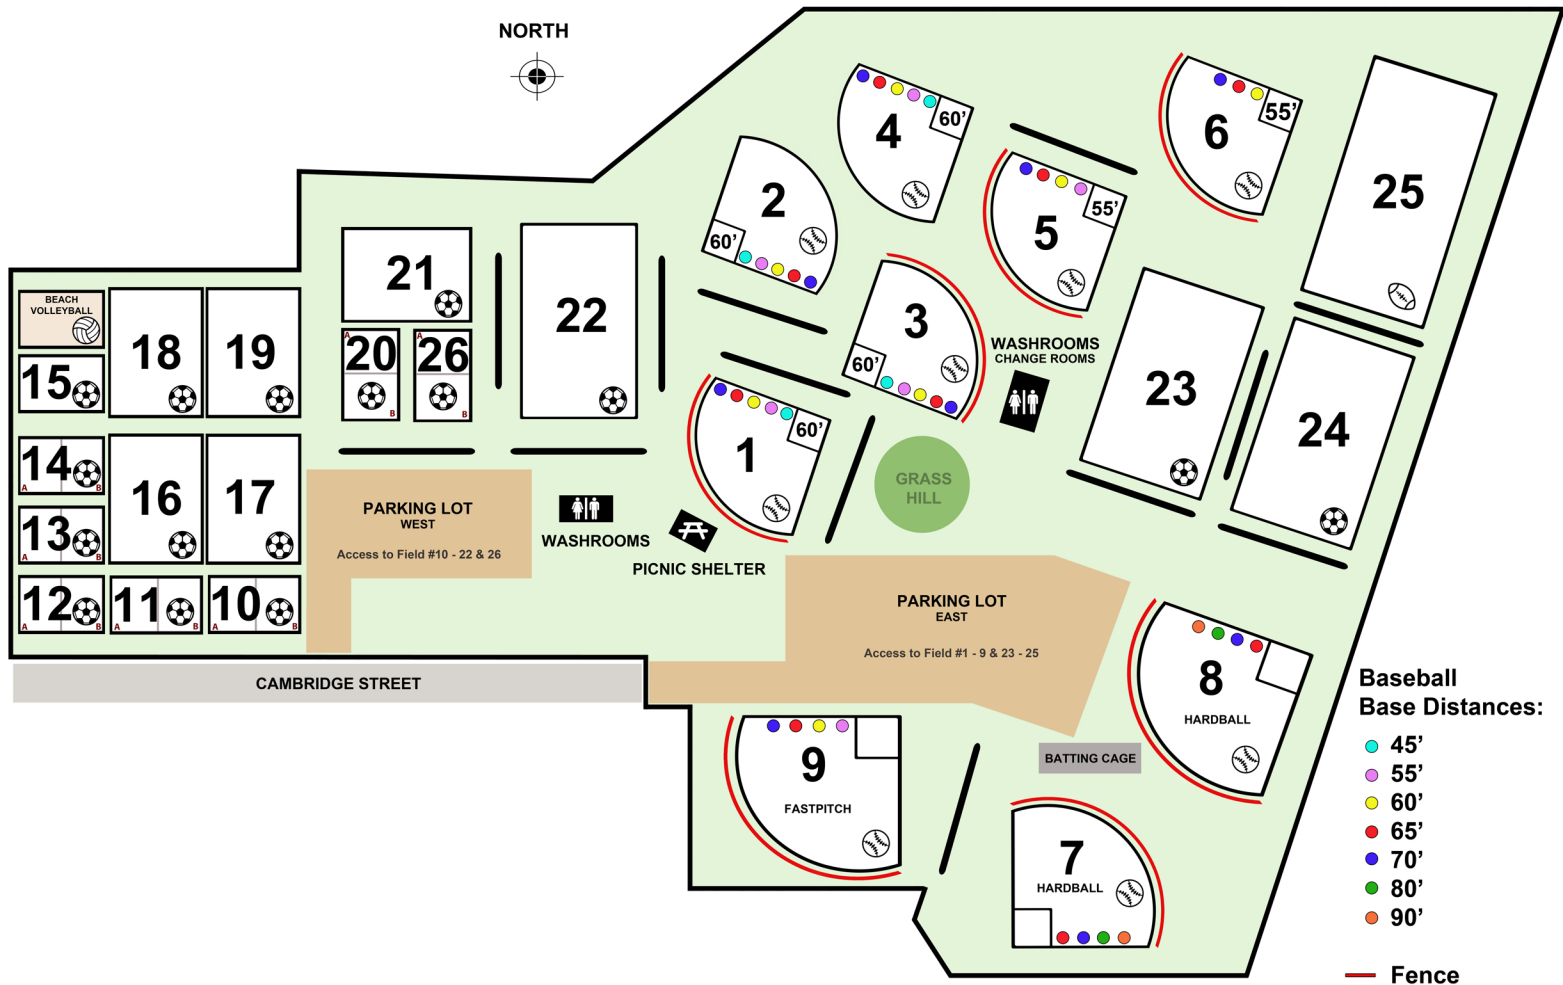 NORTH
4
60'
6
55'
2
60'
5
55'
25
21
22
3
60'
BEACH
VOLLEYBALL
18
19
20
A
B
26
A
B
15
WASHROOMS
CHANGE ROOMS
23
24
1
60'
14
A
B
16
17
GRASS
HILL
PARKING LOT
WEST
Access to Field #10 - 22 & 26
WASHROOMS
PICNIC SHELTER
13
A
B
12
A
B
11
A
B
10
A
B
PARKING LOT
EAST
Access to Field #1 - 9 & 23 - 25
CAMBRIDGE STREET
8
HARDBALL
9
FASTPITCH
BATTING CAGE
7
HARDBALL
Baseball
Base Distances:
45’
55’
60’
65’
70’
80’
90’
Fence